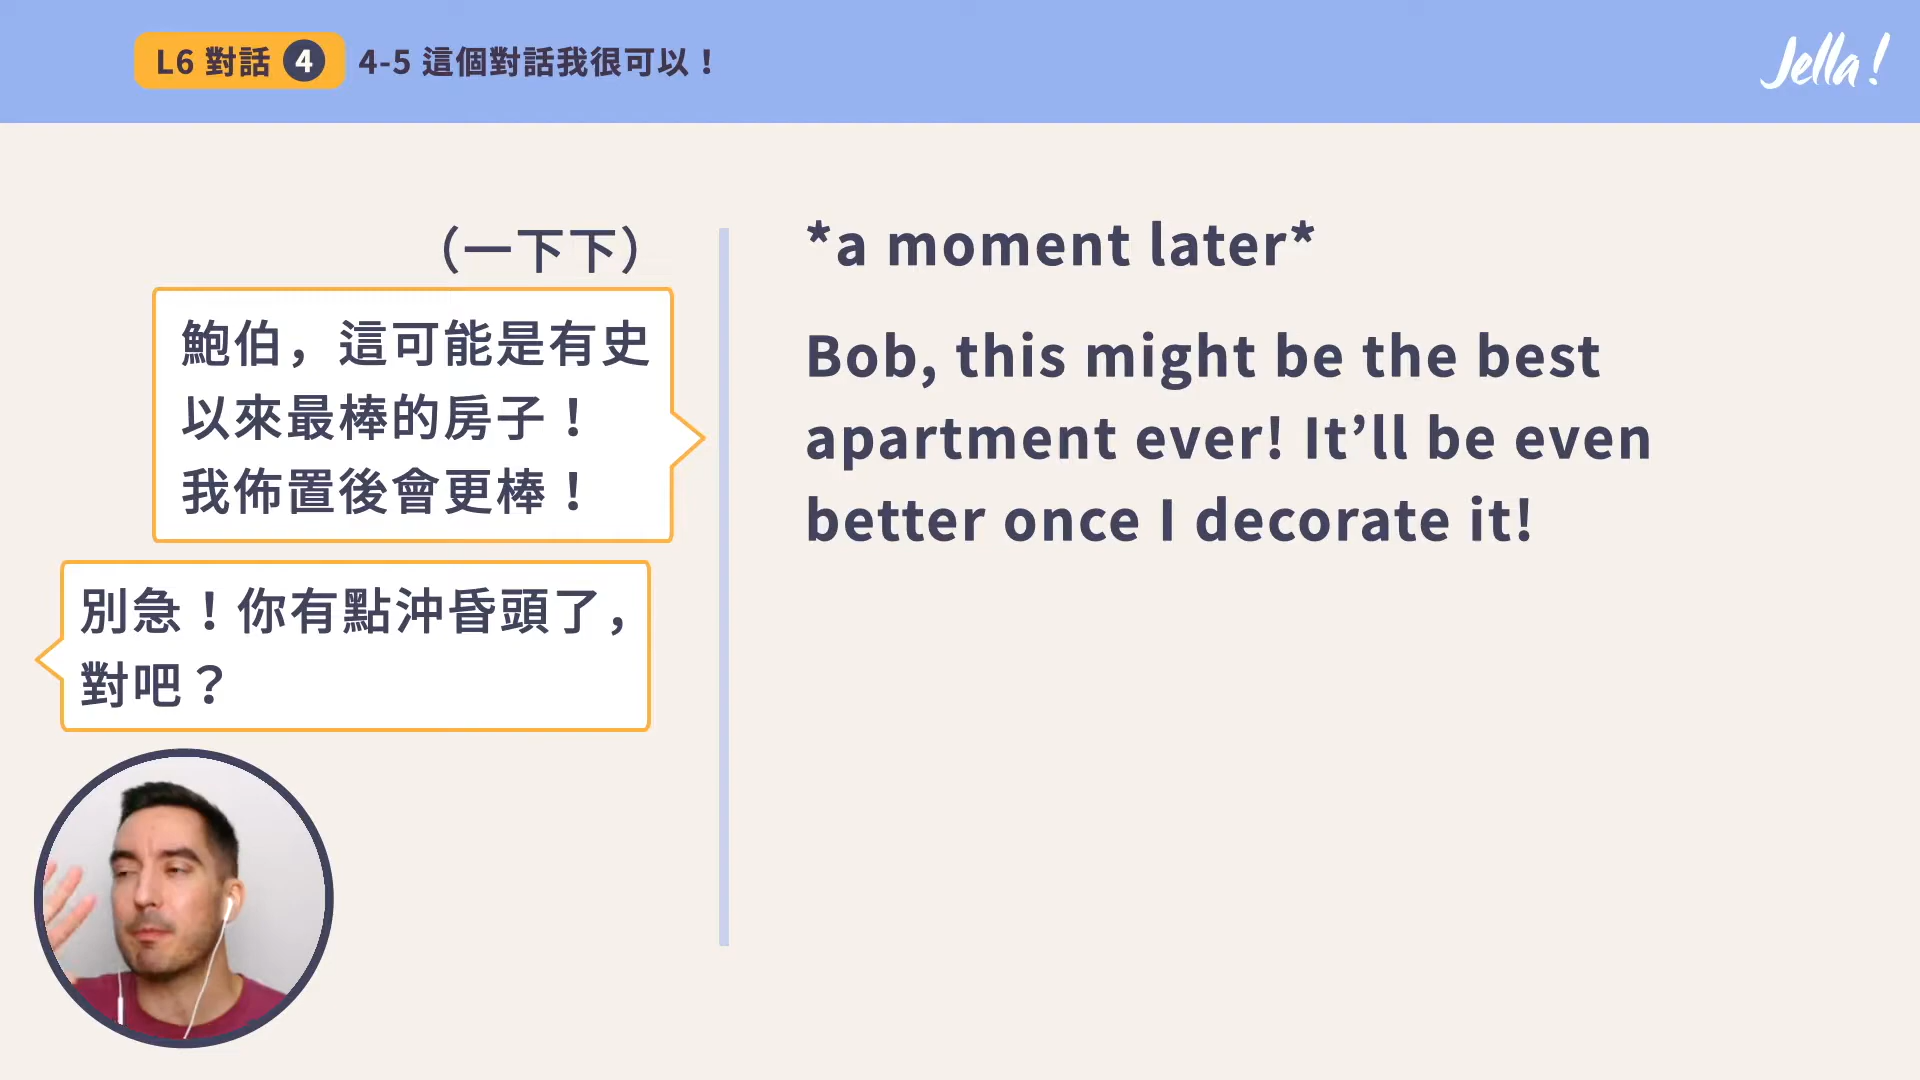 L6 對話 4 4-5 這個對話我很可以！
Jella!
（一下下）
鮑伯，這可能是有史
以來最棒的房子！
我佈置後會更棒！
別急！你有點沖昏頭了，
對吧？
*a moment later*
Bob, this might be the best
apartment ever! It’ll be even
better once I decorate it!